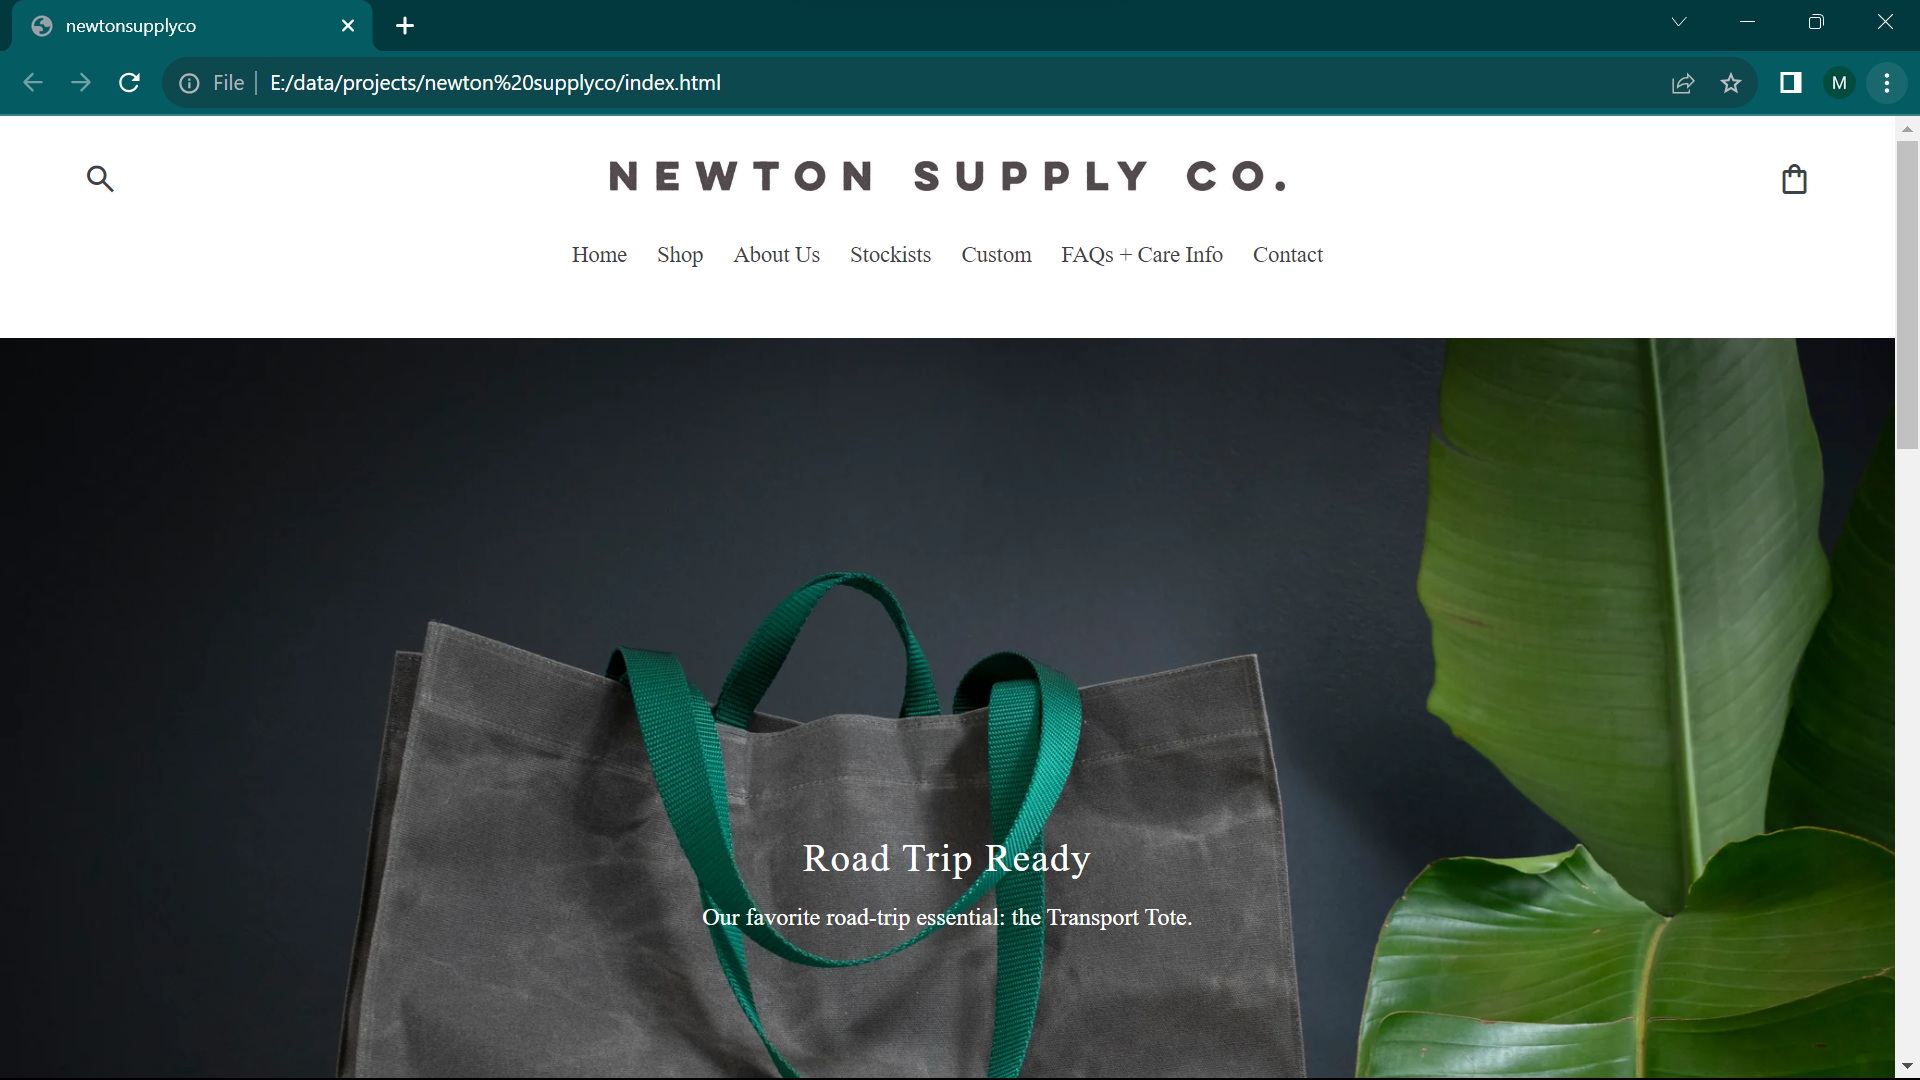 newtonsupplyco
File E:/data/projects/newton%20supplyco/index.html
M
NEWTON SUPPLY CO.
Home Shop About Us Stockists Custom FAQs + Care Info Contact
Road Trip Ready
Our favorite road-trip essential: the Transport Tote.